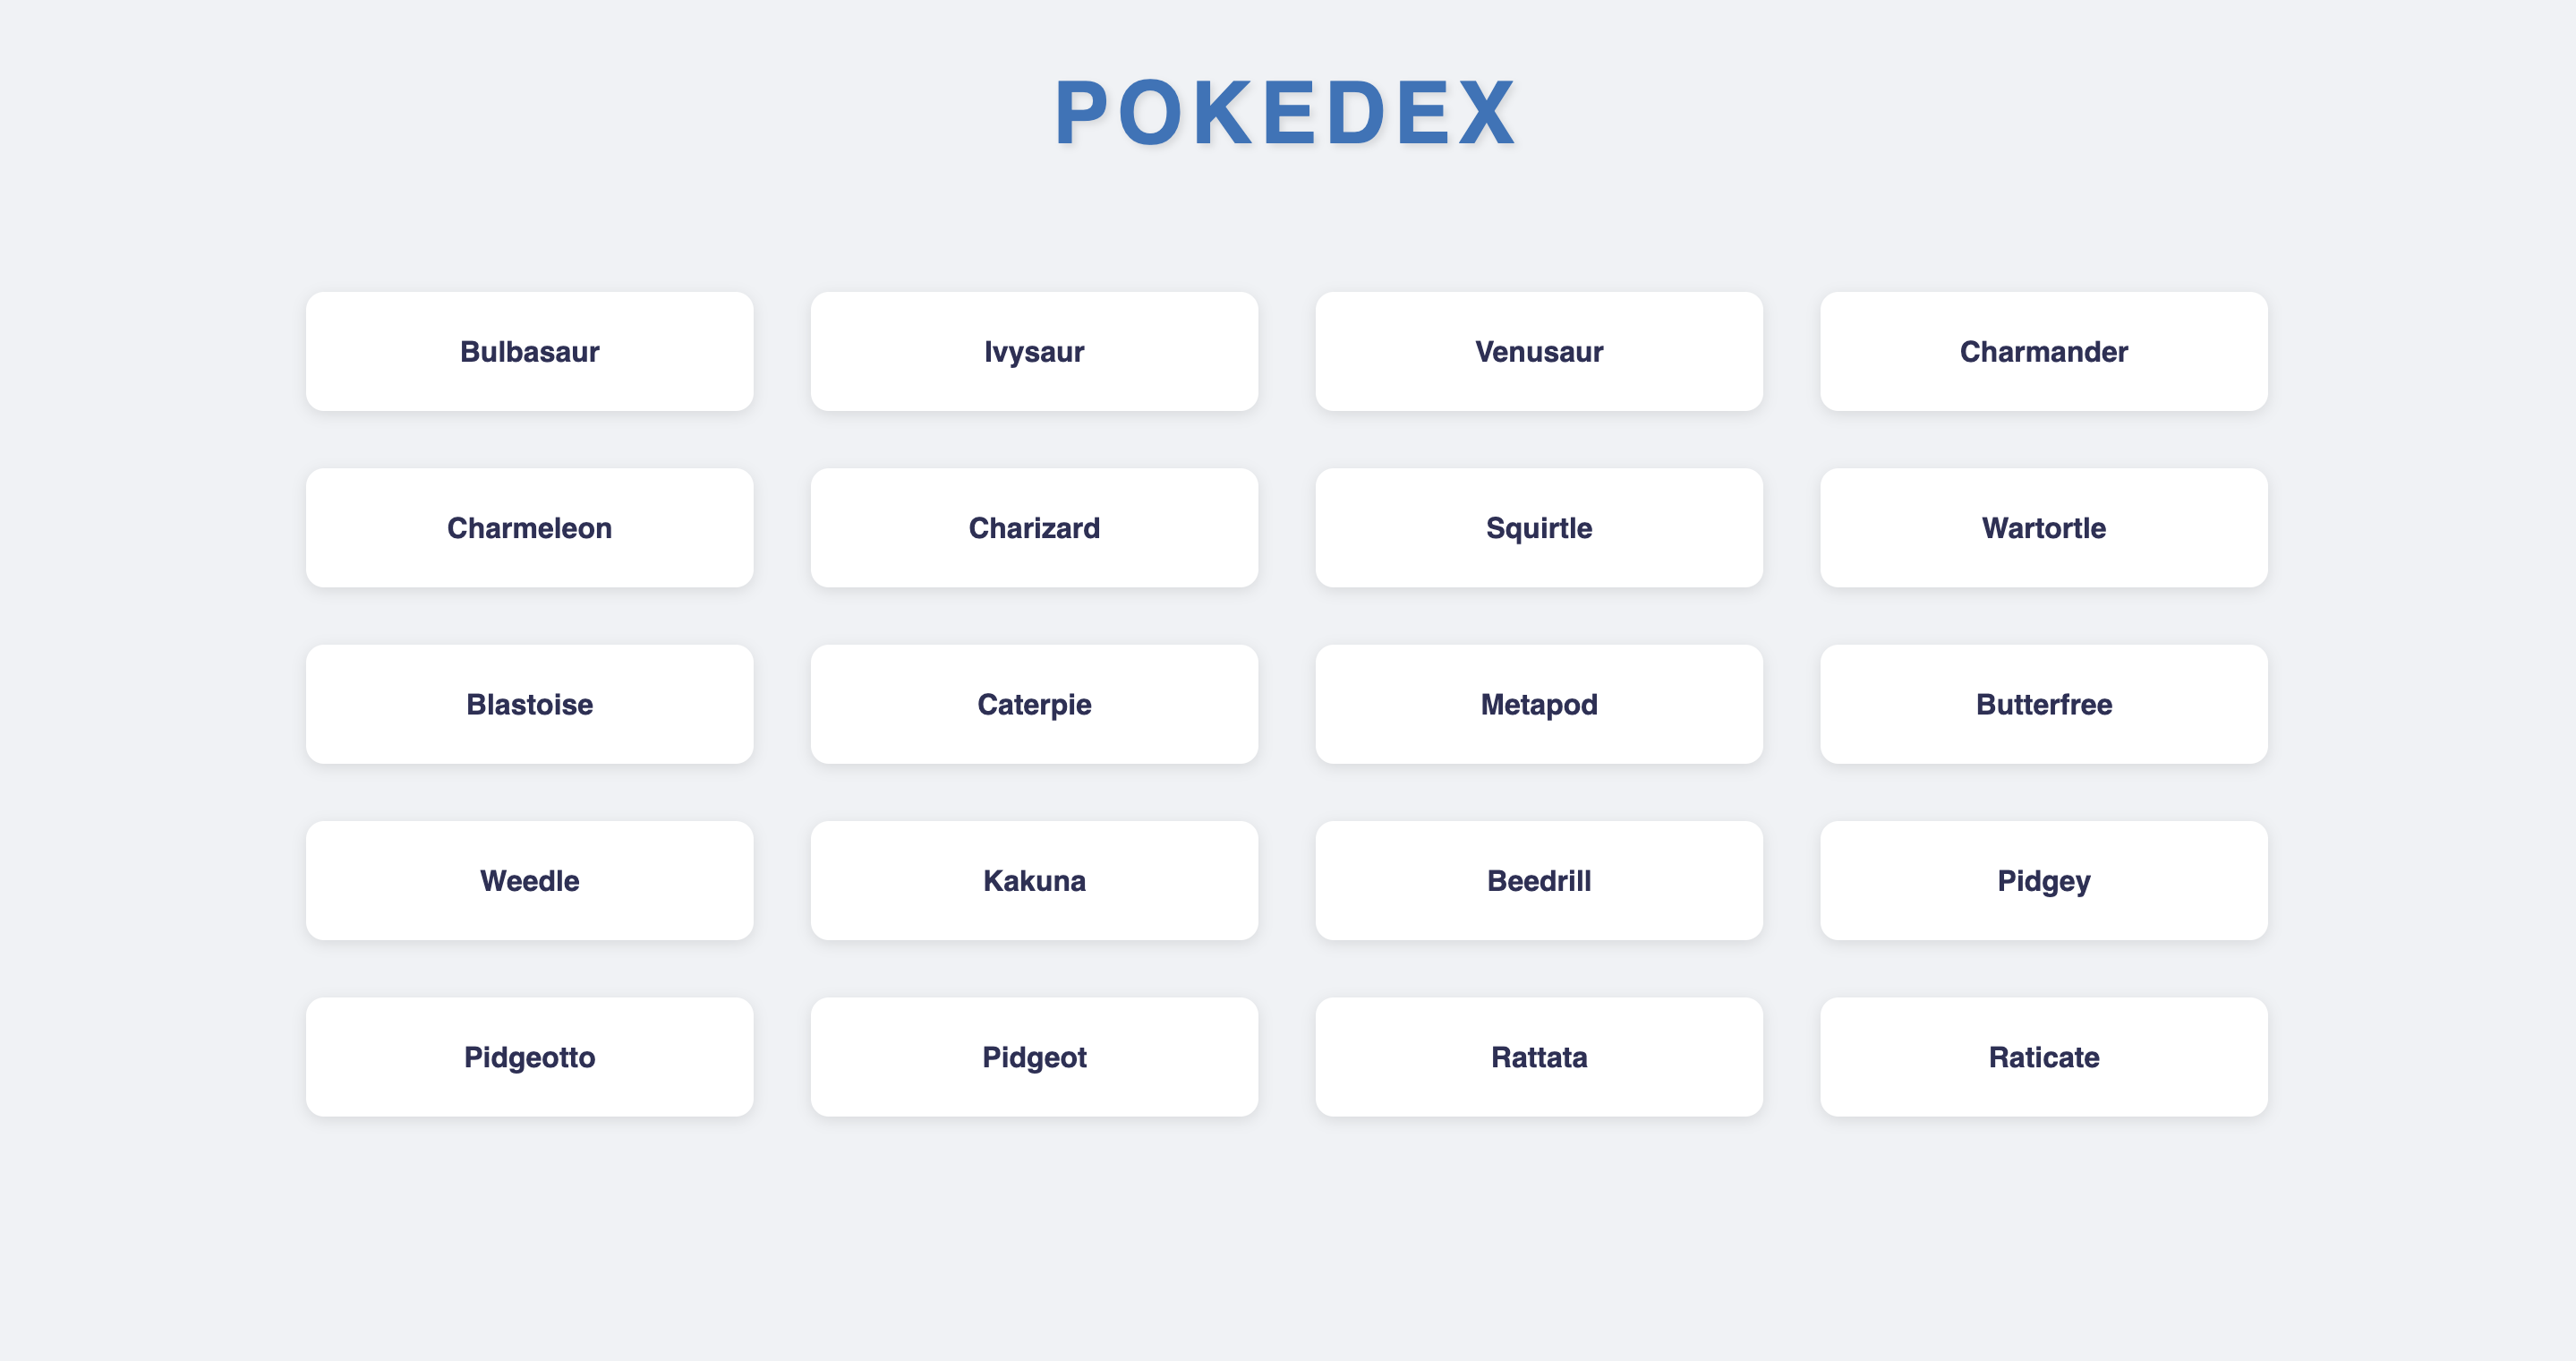 POKEDEX
Bulbasaur
Ivysaur
Venusaur
Charmander
Charmeleon
Charizard
Squirtle
Wartortle
Blastoise
Caterpie
Metapod
Butterfree
Weedle
Kakuna
Beedrill
Pidgey
Pidgeotto
Pidgeot
Rattata
Raticate